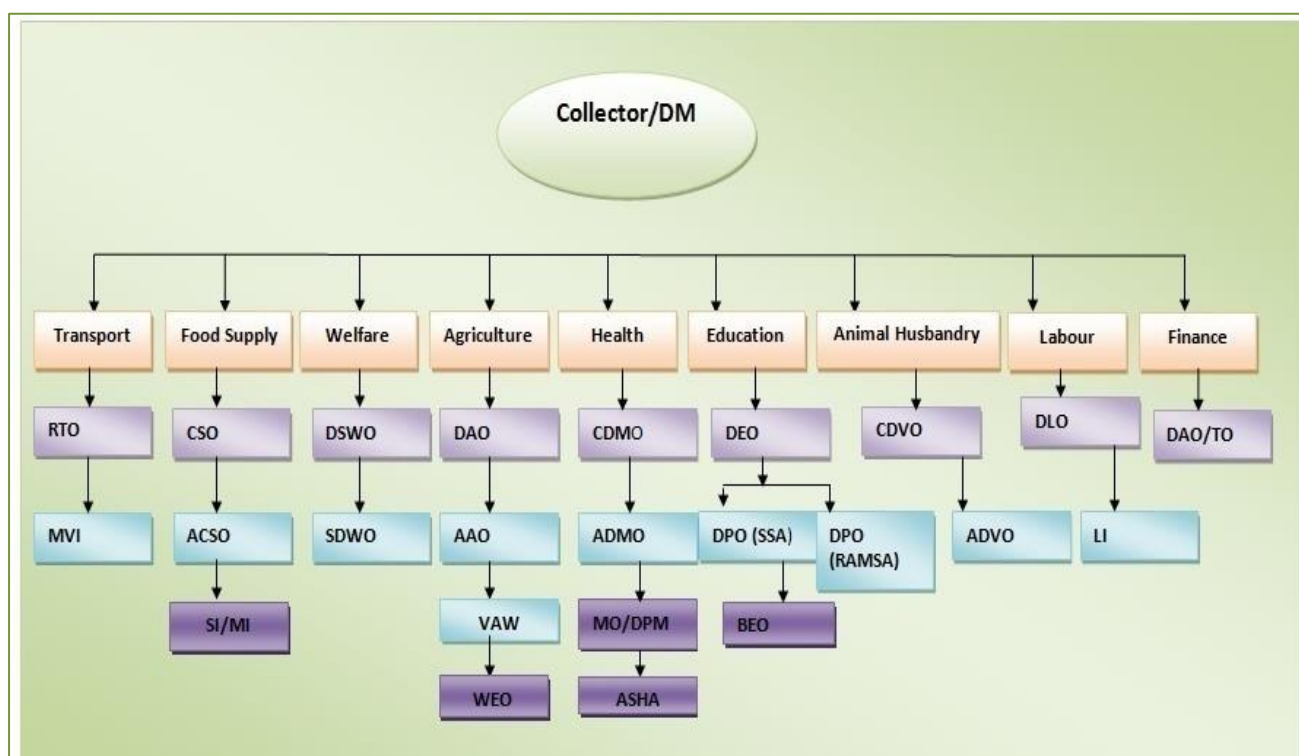 Collector/DM
Transport
Food Supply
Welfare
Agriculture
Health
Education
Animal Husbandry
Labour
Finance
RTO
CSO
DSWO
DAO
CDMO
DEO
CDVO
DLO
DAO/TO
MVI
ACSO
SDWO
AAO
ADMO
DPO (SSA)
DPO
(RAMSA)
ADVO
LI
SI/MI
VAW
MO/DPM
BEO
WEO
ASHA